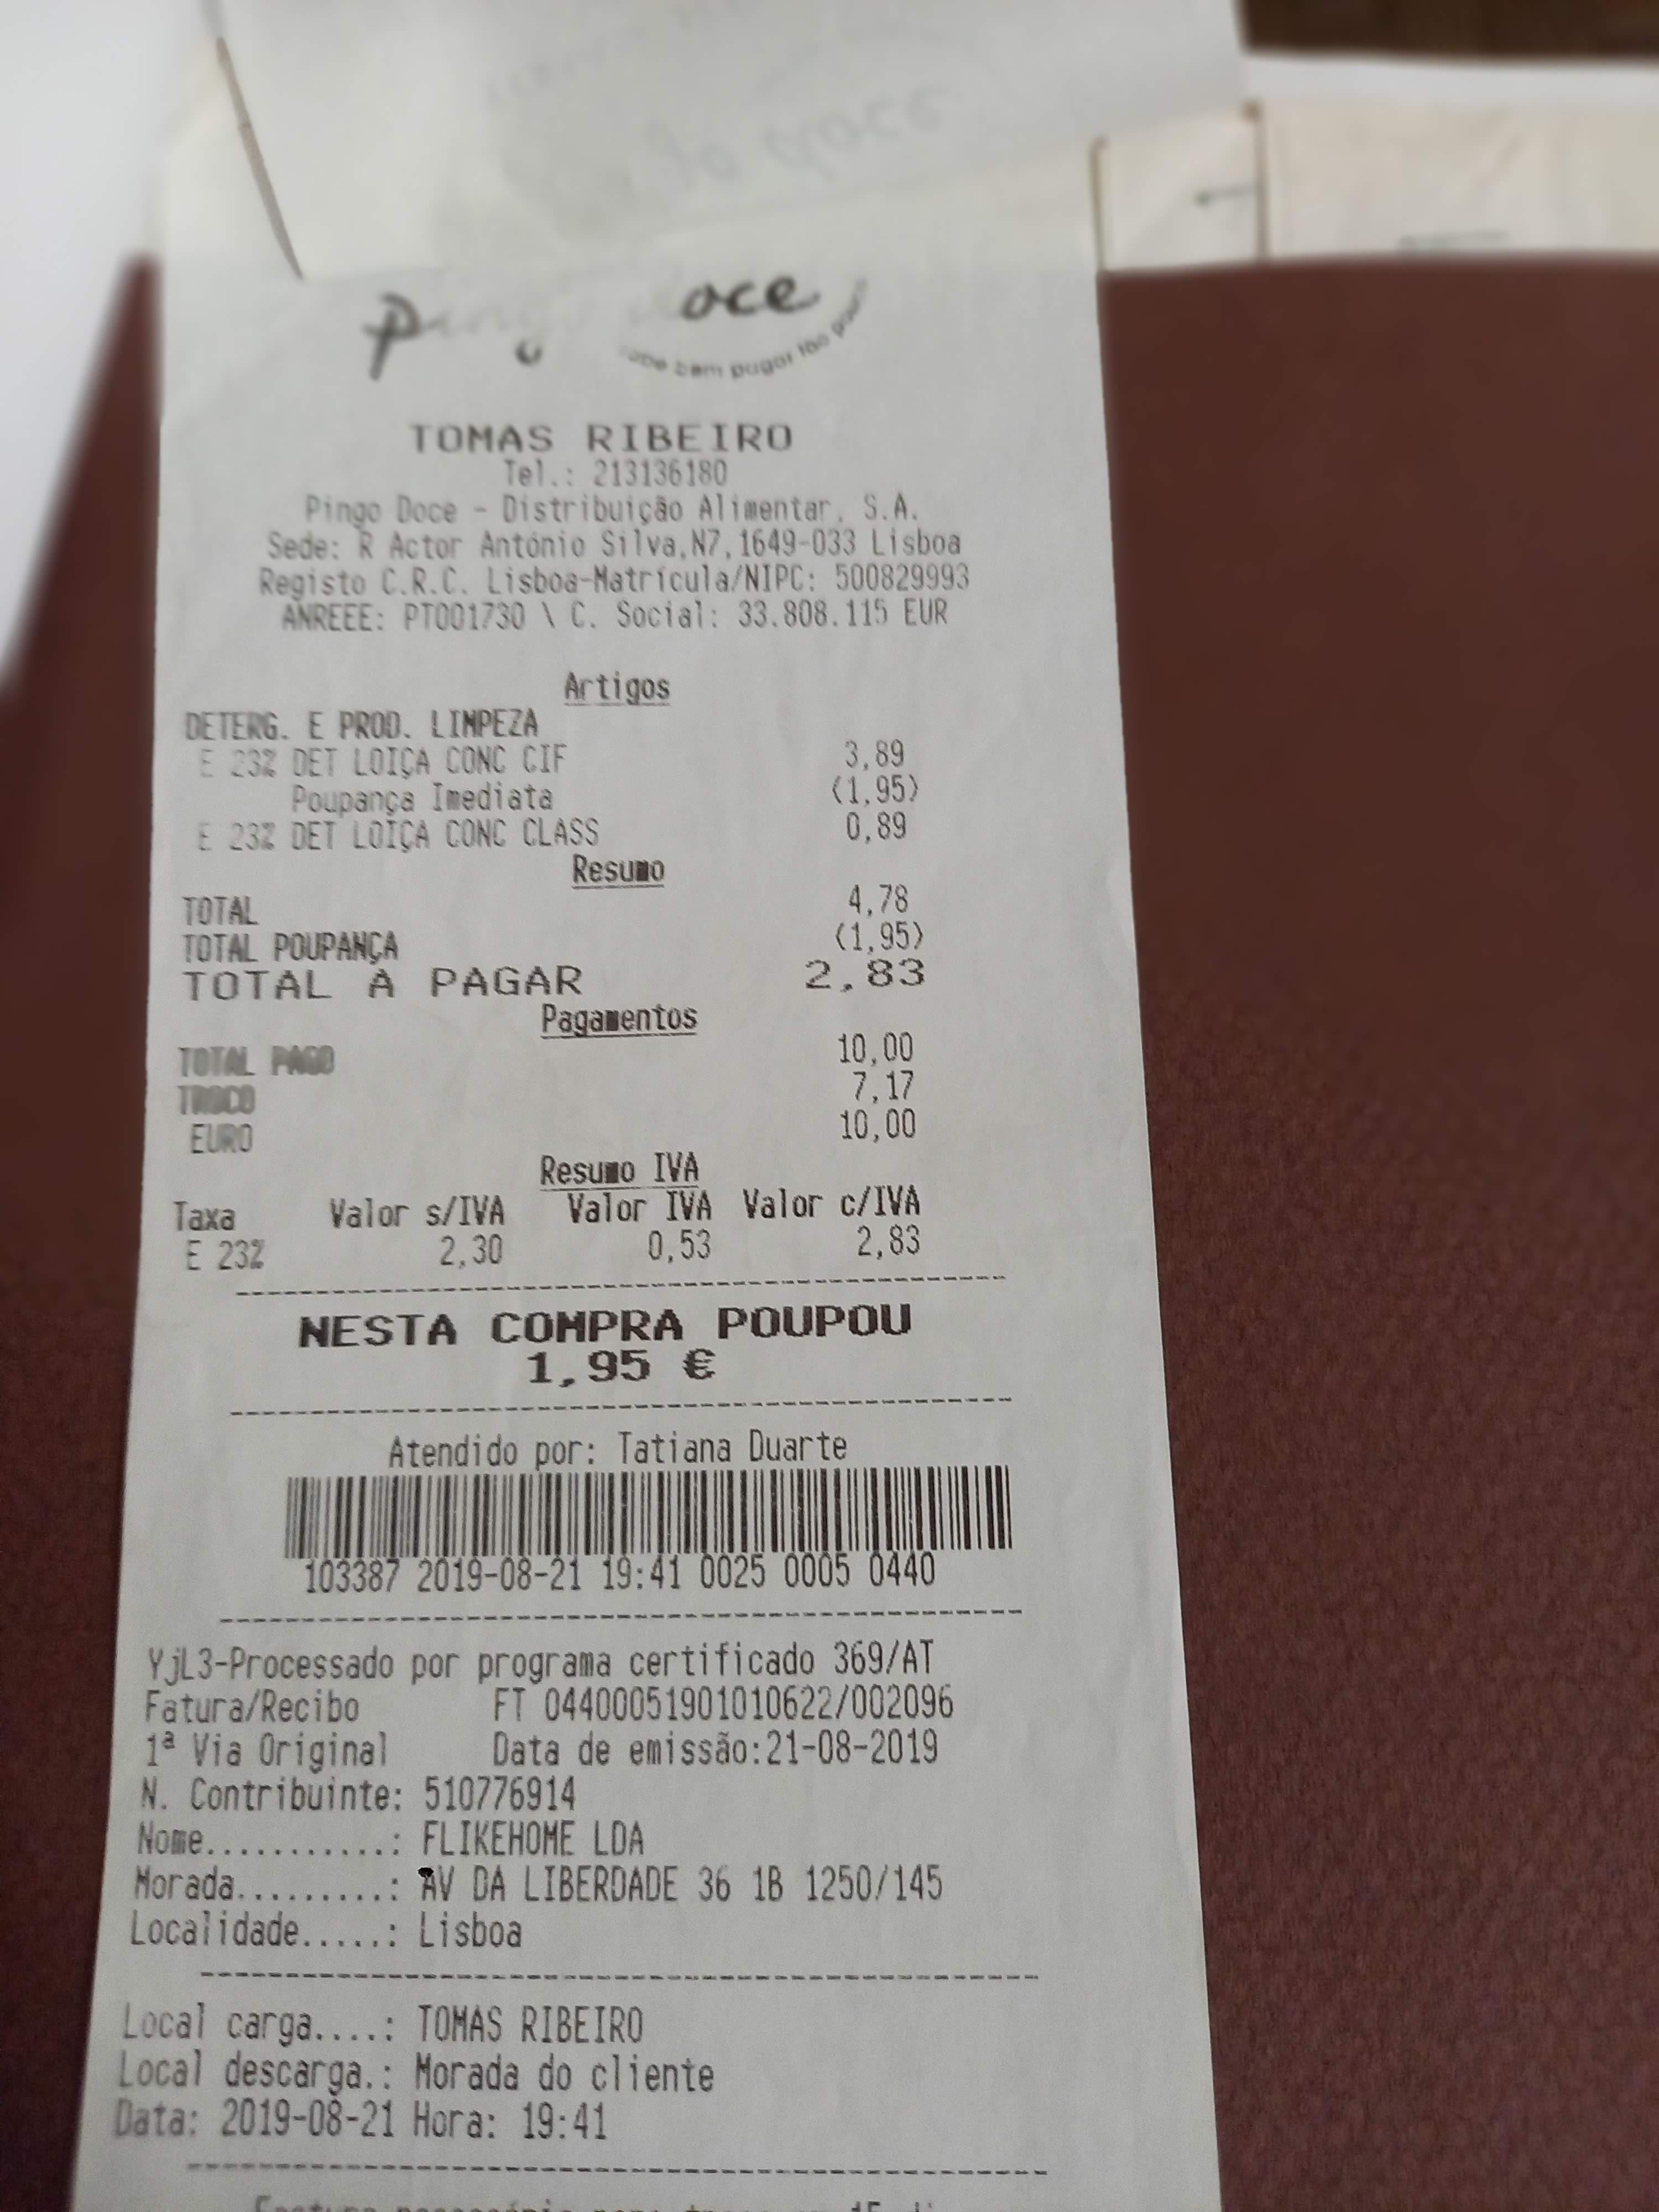 Pingo Doce
sabe bem pagar tão pouco
TOMAS RIBEIRO
Tel.: 213136180
Pingo Doce - Distribuição Alimentar, S.A.
Sede: R Actor António Silva,N7,1649-033 Lisboa
Registo C.R.C. Lisboa-Matrícula/NIPC: 500829993
ANREEE: PT001730 \ C. Social: 33.808.115 EUR
Artigos
DETERG. E PROD. LIMPEZA
E 23% DET LOIÇA CONC CIF 3,89
Poupança Imediata (1,95)
E 23% DET LOIÇA CONC CLASS 0,89
Resumo
TOTAL 4,78
TOTAL POUPANÇA (1,95)
TOTAL A PAGAR 2,83
Pagamentos
TOTAL PAGO 10,00
TROCO 7,17
EURO 10,00
Resumo IVA
Taxa Valor s/IVA Valor IVA Valor c/IVA
E 23% 2,30 0,53 2,83
NESTA COMPRA POUPOU
1,95 €
Atendido por: Tatiana Duarte
103387 2019-08-21 19:41 0025 0005 0440
YjL3-Processado por programa certificado 369/AT
Fatura/Recibo FT 04400051901010622/002096
1ª Via Original Data de emissão:21-08-2019
N. Contribuinte: 510776914
Nome...........: FLIKEHOME LDA
Morada.........: AV DA LIBERDADE 36 1B 1250/145
Localidade.....: Lisboa
Local carga....: TOMAS RIBEIRO
Local descarga.: Morada do cliente
Data: 2019-08-21 Hora: 19:41